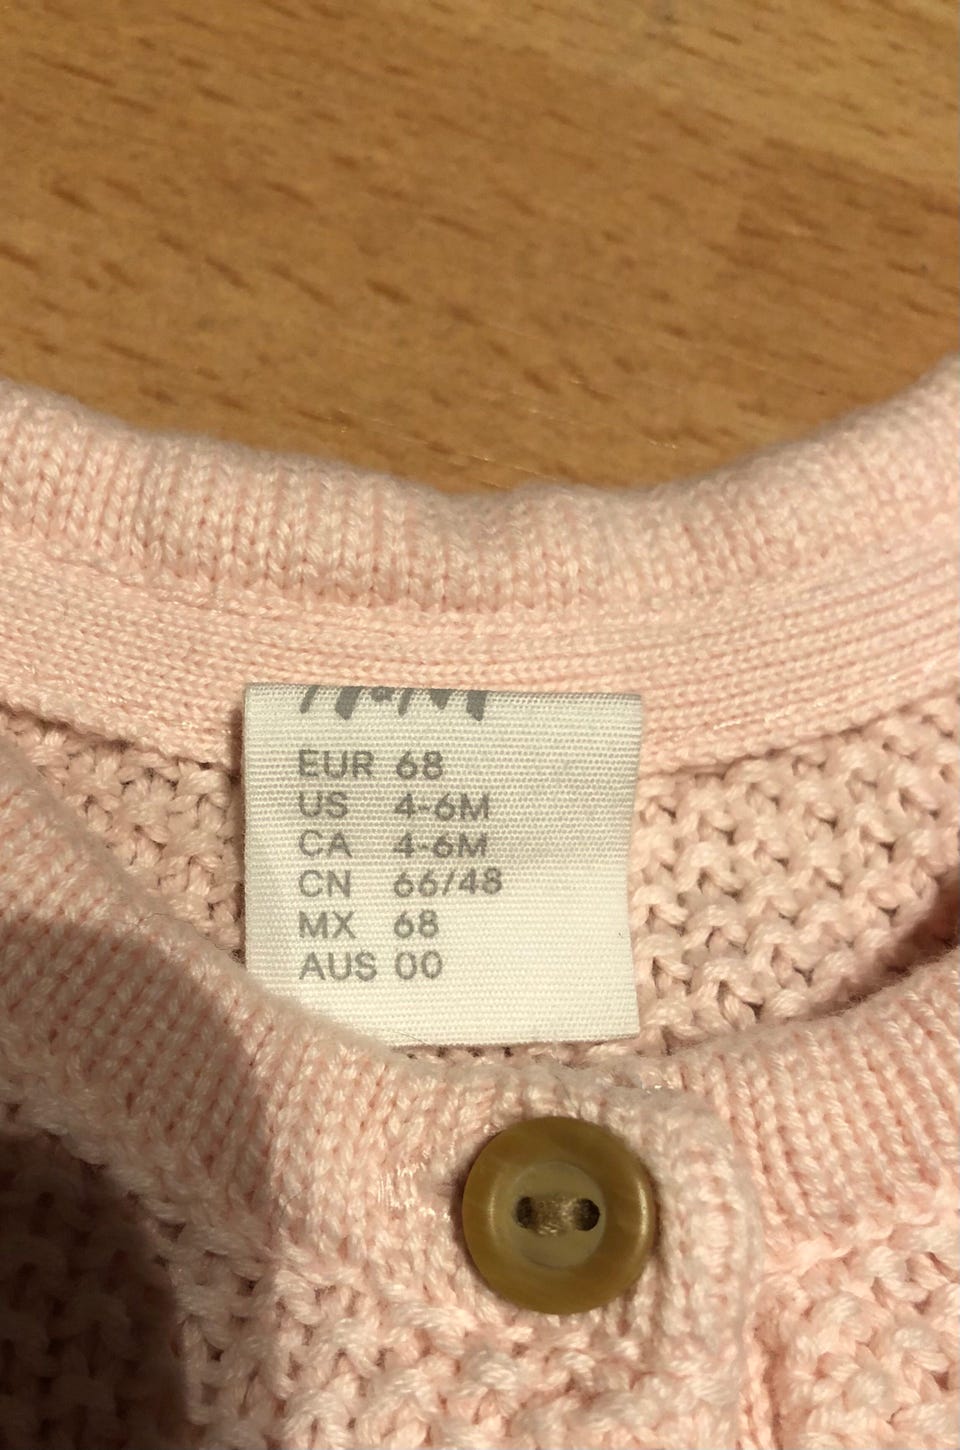 EUR 68
US 4-6M
CA 4-6M
CN 66/48
MX 68
AUS 00